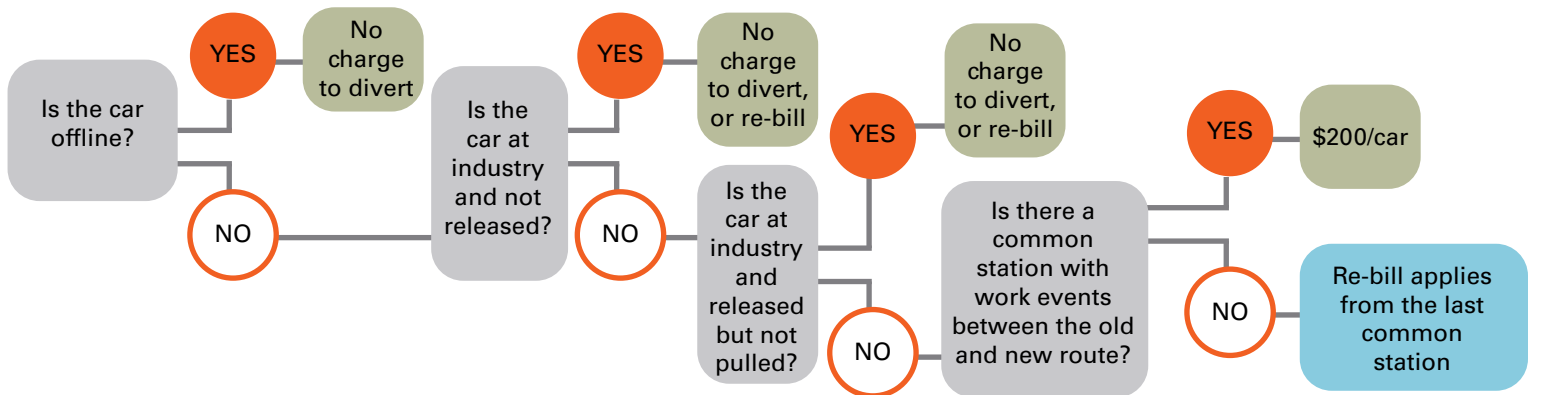 Is the car
offline?
YES
No
charge
to divert
NO
Is the
car at
industry
and not
released?
YES
No
charge
to divert,
or re-bill
NO
Is the
car at
industry
and
released
but not
pulled?
YES
No
charge
to divert,
or re-bill
NO
Is there a
common
station with
work events
between the old
and new route?
YES
$200/car
NO
Re-bill applies
from the last
common
station